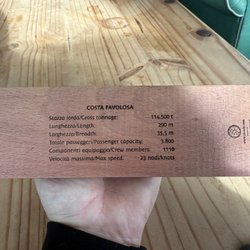 COSTA FAVOLOSA
Stazza lorda/Gross tonnage: 114.500 t
Lunghezza/Length: 290 m
Larghezza/Breadth: 35,5 m
Totale passeggeri/Passenger capacity: 3.800
Componenti equipaggio/Crew members: 1110
Velocità massima/Max speed: 23 nodi/knots